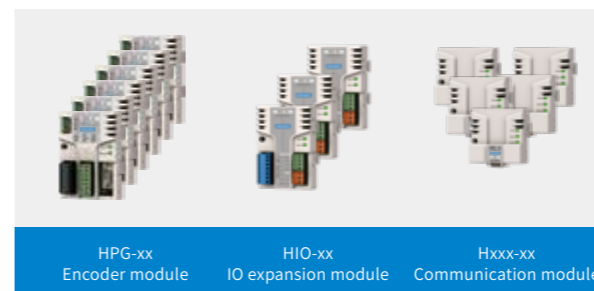 HPG-xx
Encoder module
HIO-xx
IO expansion module
Hxxx-xx
Communication module